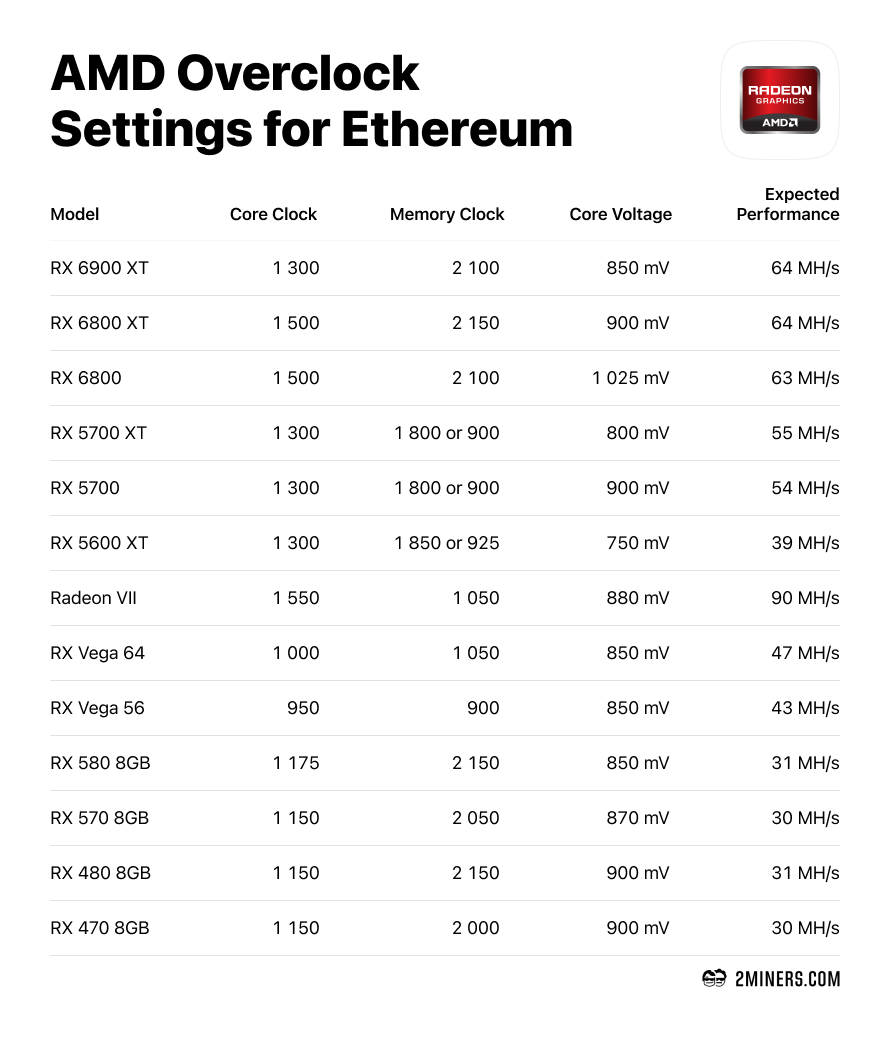 AMD Overclock
Settings for Ethereum
RADEON
GRAPHICS
AMD
Model Core Clock Memory Clock Core Voltage Expected Performance
RX 6900 XT 1 300 2 100 850 mV 64 MH/s
RX 6800 XT 1 500 2 150 900 mV 64 MH/s
RX 6800 1 500 2 100 1 025 mV 63 MH/s
RX 5700 XT 1 300 1 800 or 900 800 mV 55 MH/s
RX 5700 1 300 1 800 or 900 900 mV 54 MH/s
RX 5600 XT 1 300 1 850 or 925 750 mV 39 MH/s
Radeon VII 1 550 1 050 880 mV 90 MH/s
RX Vega 64 1 000 1 050 850 mV 47 MH/s
RX Vega 56 950 900 850 mV 43 MH/s
RX 580 8GB 1 175 2 150 850 mV 31 MH/s
RX 570 8GB 1 150 2 050 870 mV 30 MH/s
RX 480 8GB 1 150 2 150 900 mV 31 MH/s
RX 470 8GB 1 150 2 000 900 mV 30 MH/s
2MINERS.COM